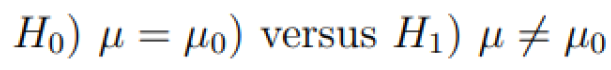 H₀) μ = μ₀) versus H₁) μ ≠ μ₀